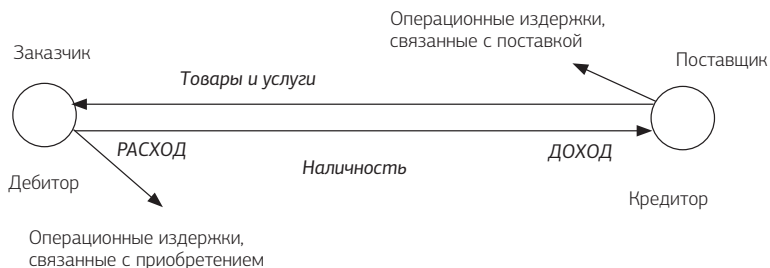 Операционные издержки,
связанные с поставкой
Заказчик
Поставщик
Товары и услуги
РАСХОД
ДОХОД
Наличность
Дебитор
Кредитор
Операционные издержки,
связанные с приобретением